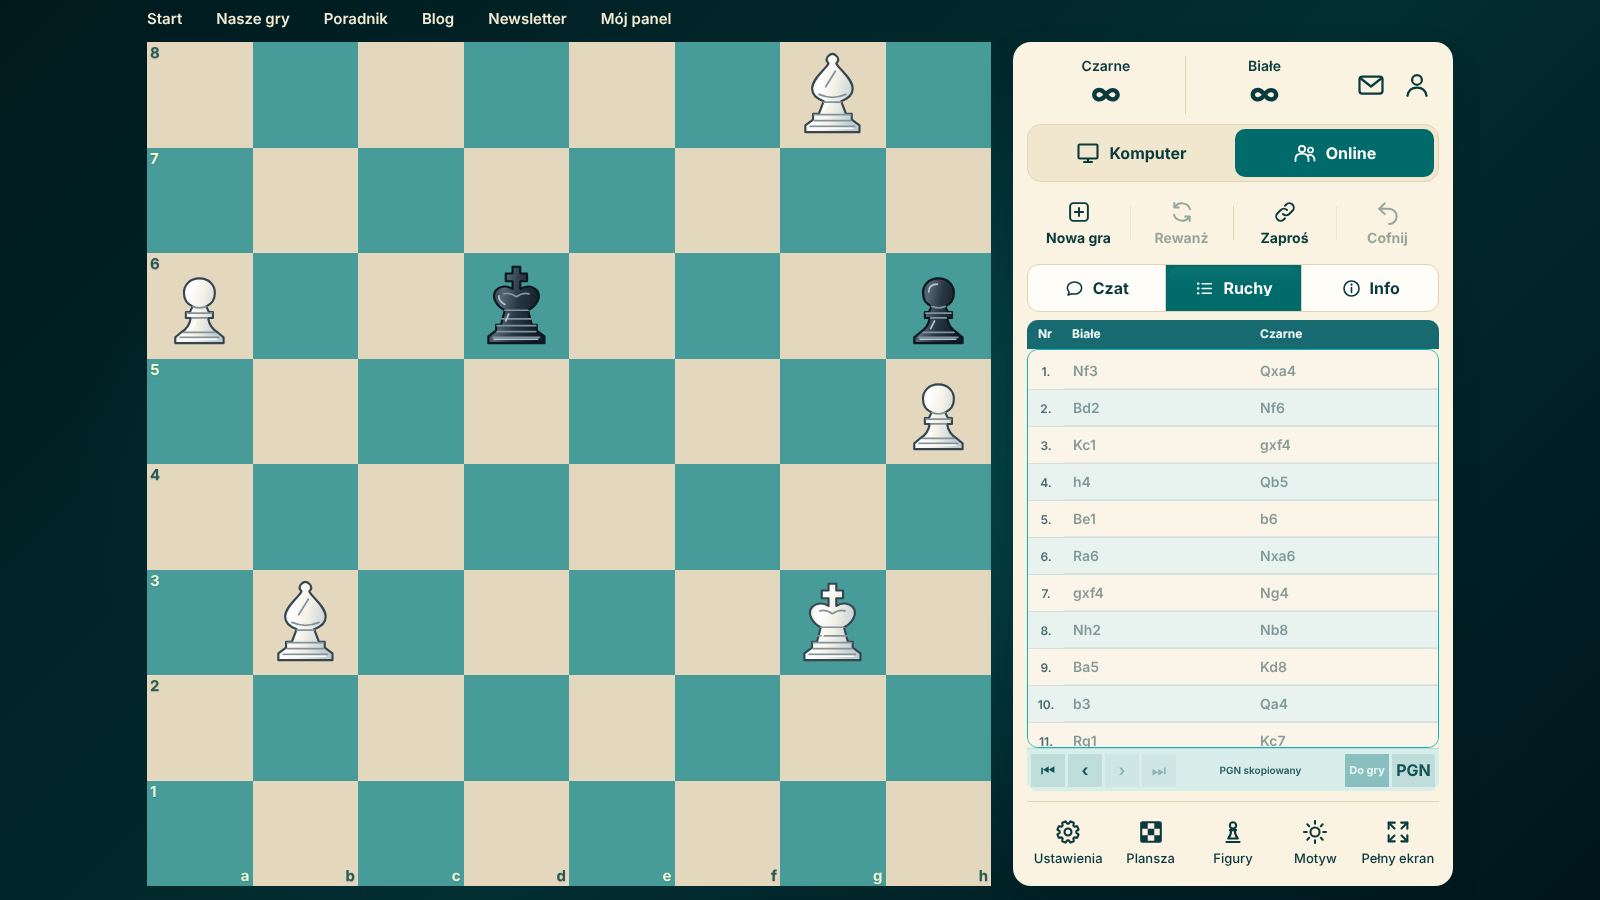 Start Nasze gry Poradnik Blog Newsletter Mój panel
8
7
6
5
4
3
2
1
a b c d e f g h
Czarne Białe
∞ ∞
Komputer Online
Nowa gra Rewanż Zaproś Cofnij
Czat Ruchy Info
Nr Białe Czarne
1. Nf3 Qxa4
2. Bd2 Nf6
3. Kc1 gxf4
4. h4 Qb5
5. Be1 b6
6. Ra6 Nxa6
7. gxf4 Ng4
8. Nh2 Nb8
9. Ba5 Kd8
10. b3 Qa4
11. Rg1 Kc7
PGN skopiowany Do gry PGN
Ustawienia Plansza Figury Motyw Pełny ekran